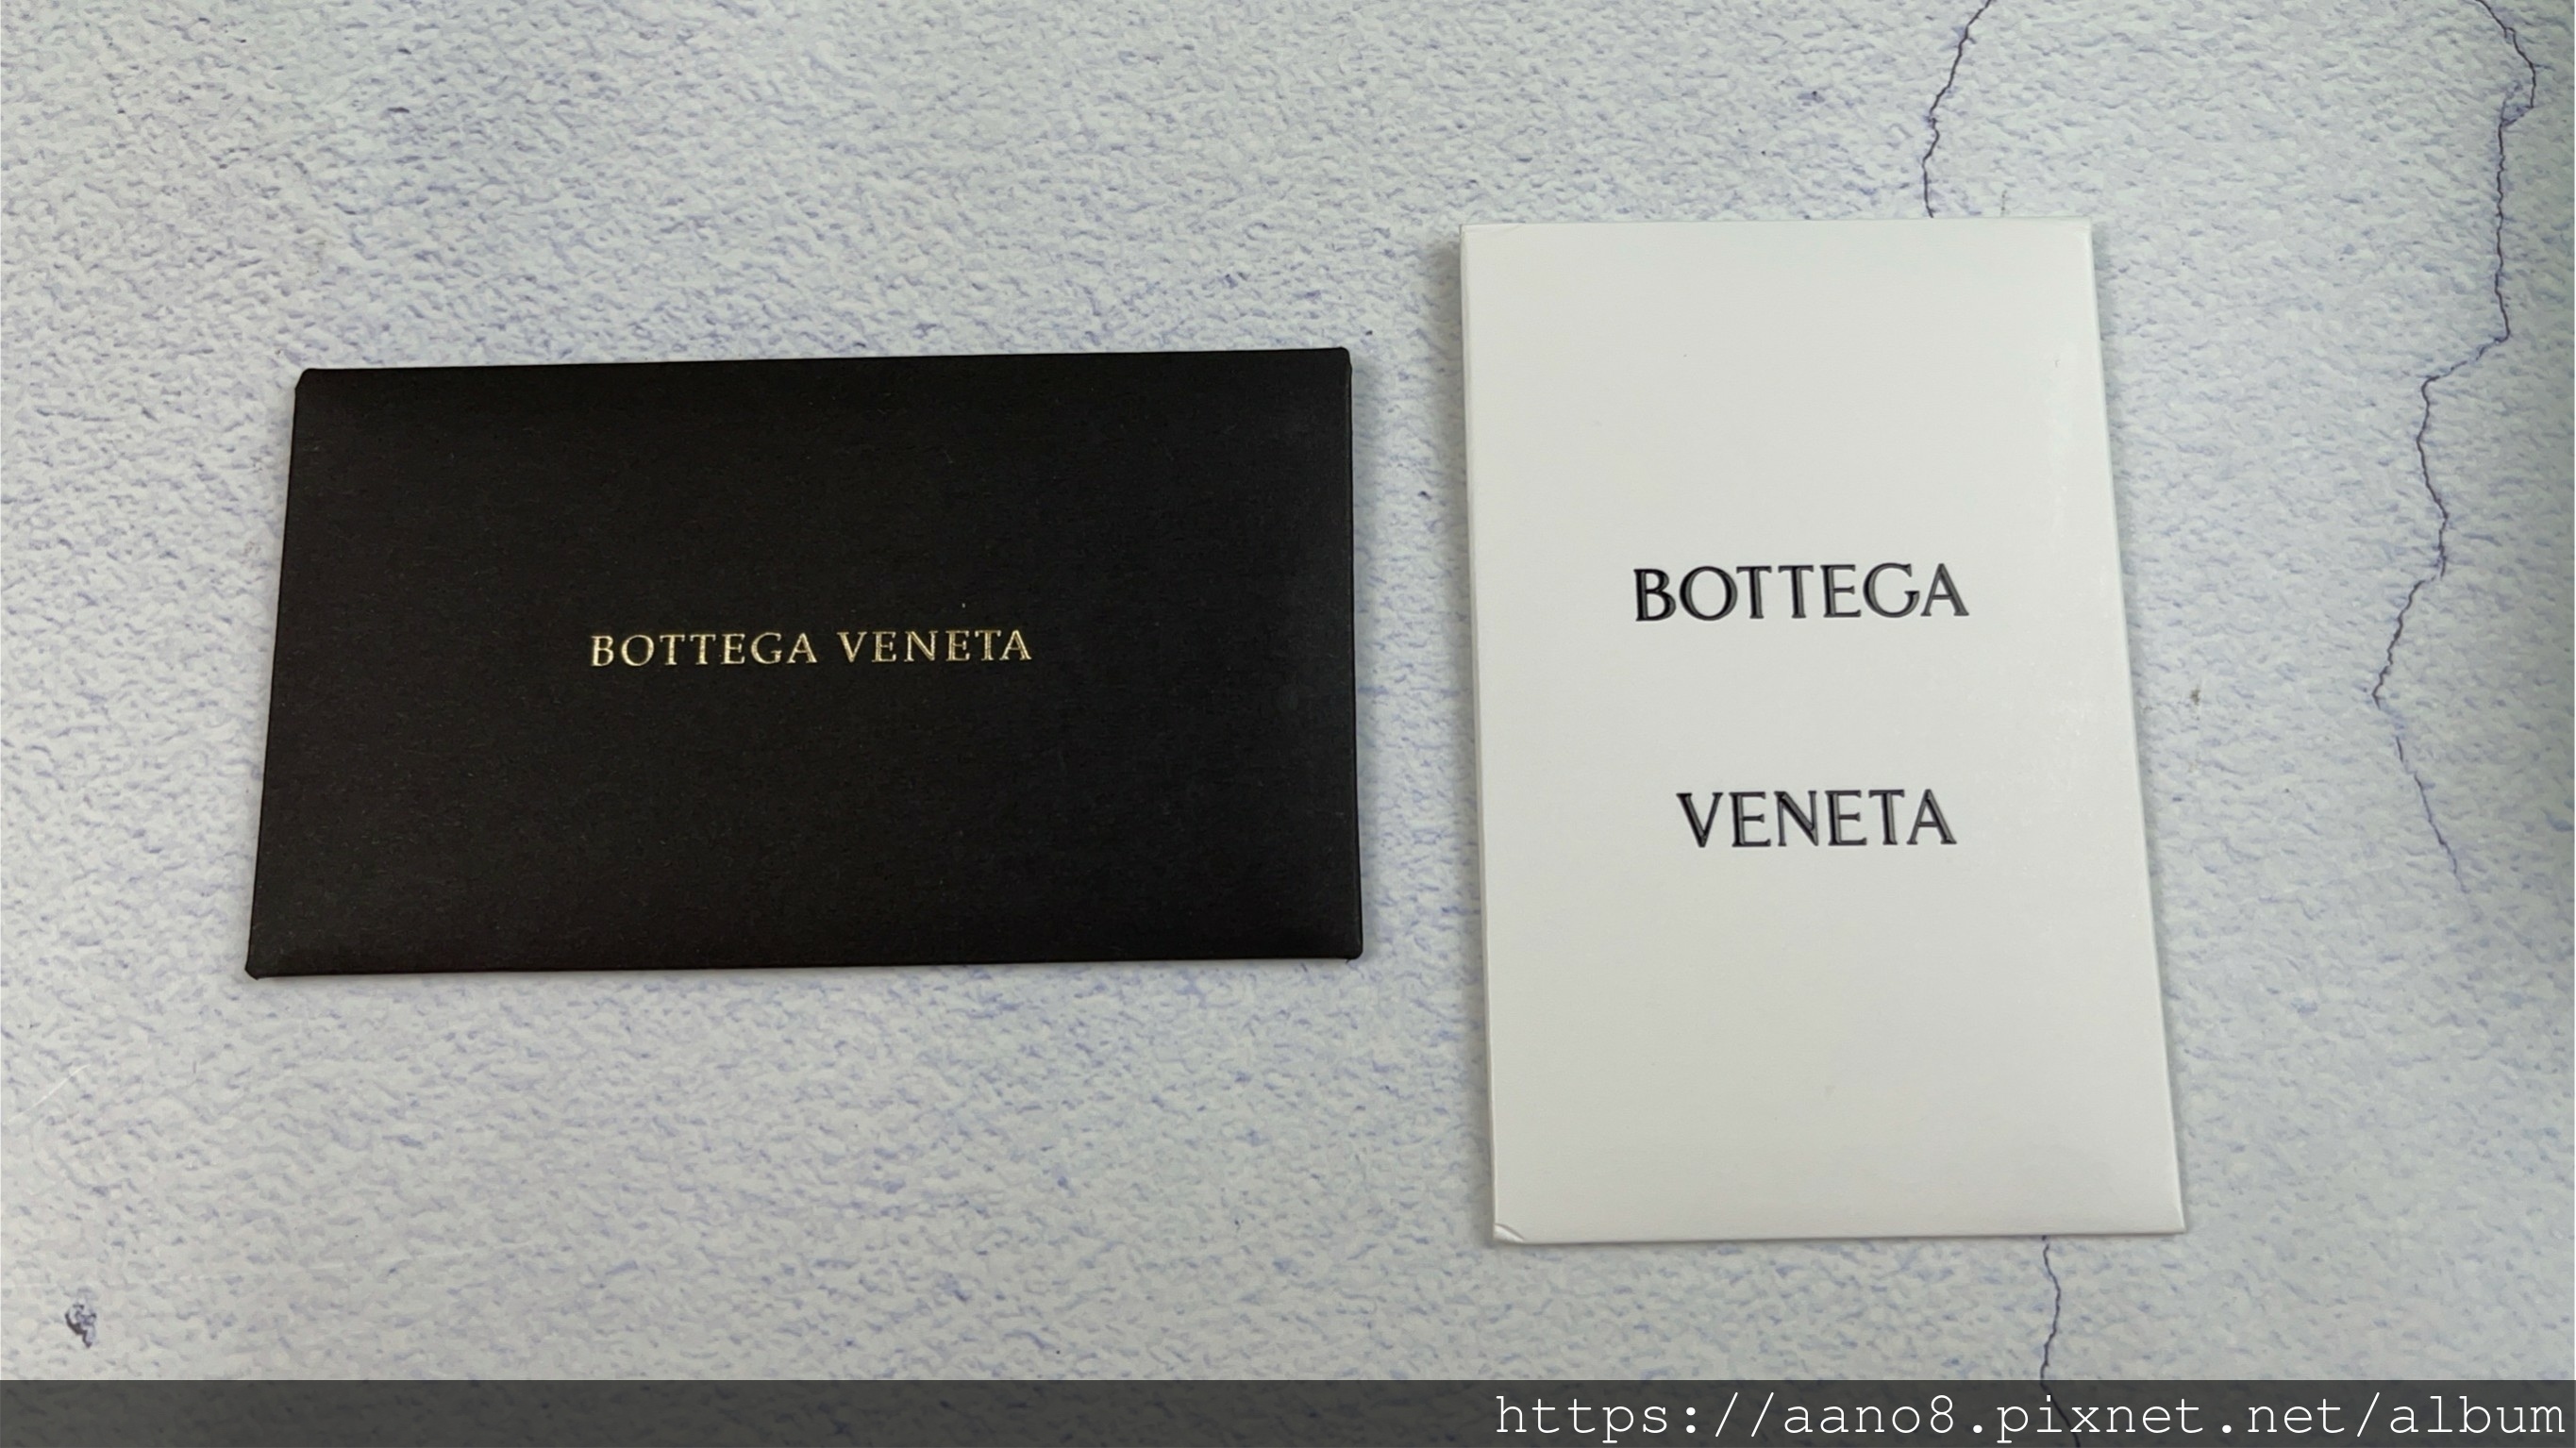 BOTTEGA VENETA
BOTTEGA
VENETA
https://aano8.pixnet.net/album